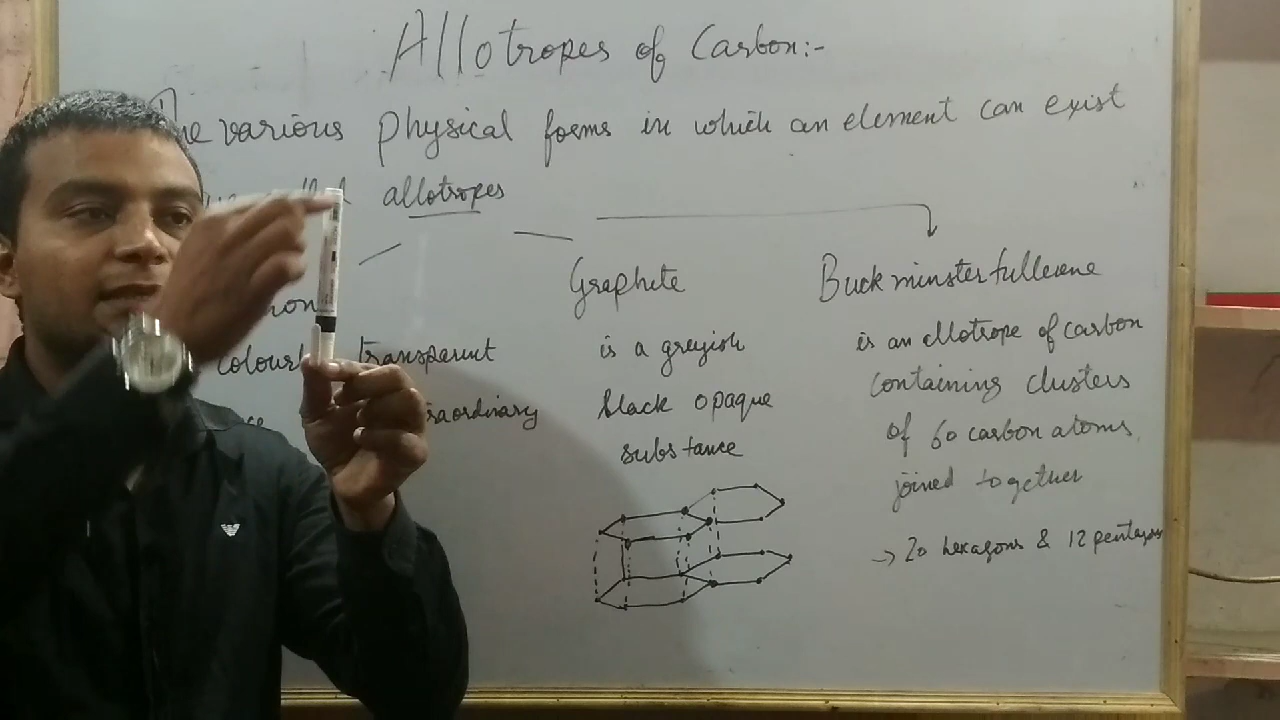 Allotropes of Carbon:-
The various physical forms in which an element can exist
allotropes
Graphite
is a greyish
black opaque
substance
Buckminsterfullerene
is an allotrope of carbon
containing clusters
of 60 carbon atoms
joined together
→ 20 hexagons & 12 pentagons
transparent